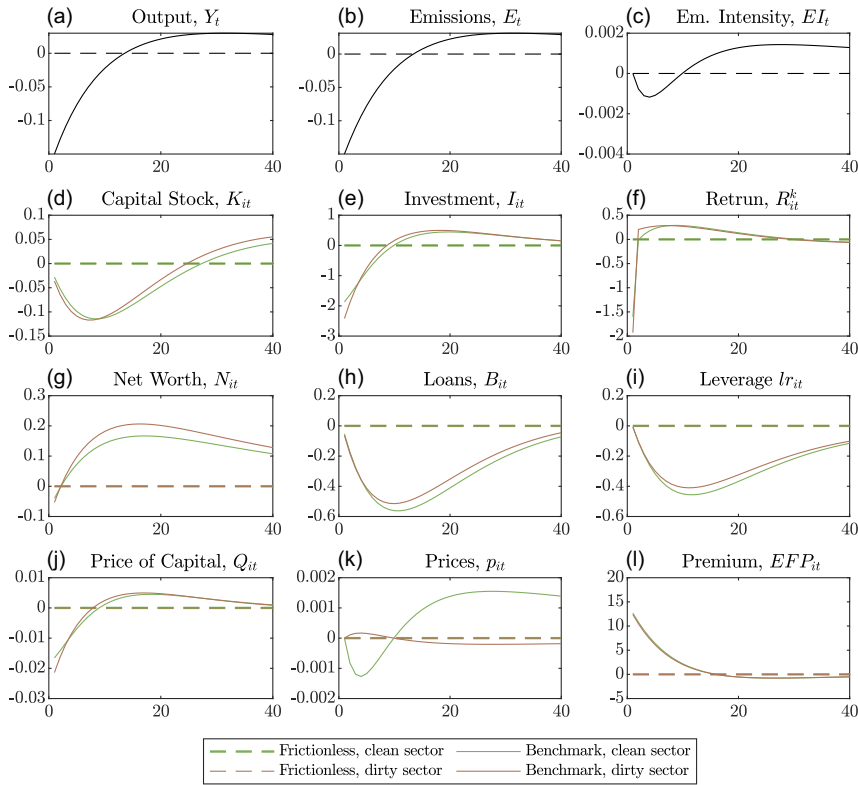 (a) Output, Y_t (b) Emissions, E_t (c) Em. Intensity, EI_t
0 -0.05 -0.1 0 20 40
0 -0.05 -0.1 0 20 40
0.002 0 -0.002 -0.004 0 20 40
(d) Capital Stock, K_it (e) Investment, I_it (f) Retrun, R^k_it
0.1 0.05 0 -0.05 -0.1 0.15 0 20 40
1 0 -1 -2 -3 0 20 40
0.5 0 -0.5 -1 -1.5 -2 0 20 40
(g) Net Worth, N_it (h) Loans, B_it (i) Leverage lr_it
0.3 0.2 0.1 0 -0.1 0 20 40
0 -0.2 -0.4 0.6 0 20 40
0 -0.2 -0.4 0.6 0 20 40
(j) Price of Capital, Q_it (k) Prices, p_it (l) Premium, EFP_it
0.01 0 -0.01 -0.02 0.03 0 20 40
0.002 0.001 0 -0.001 0.002 0 20 40
20 15 10 5 0 -5 0 20 40
Frictionless, clean sector Benchmark, clean sector
Frictionless, dirty sector Benchmark, dirty sector